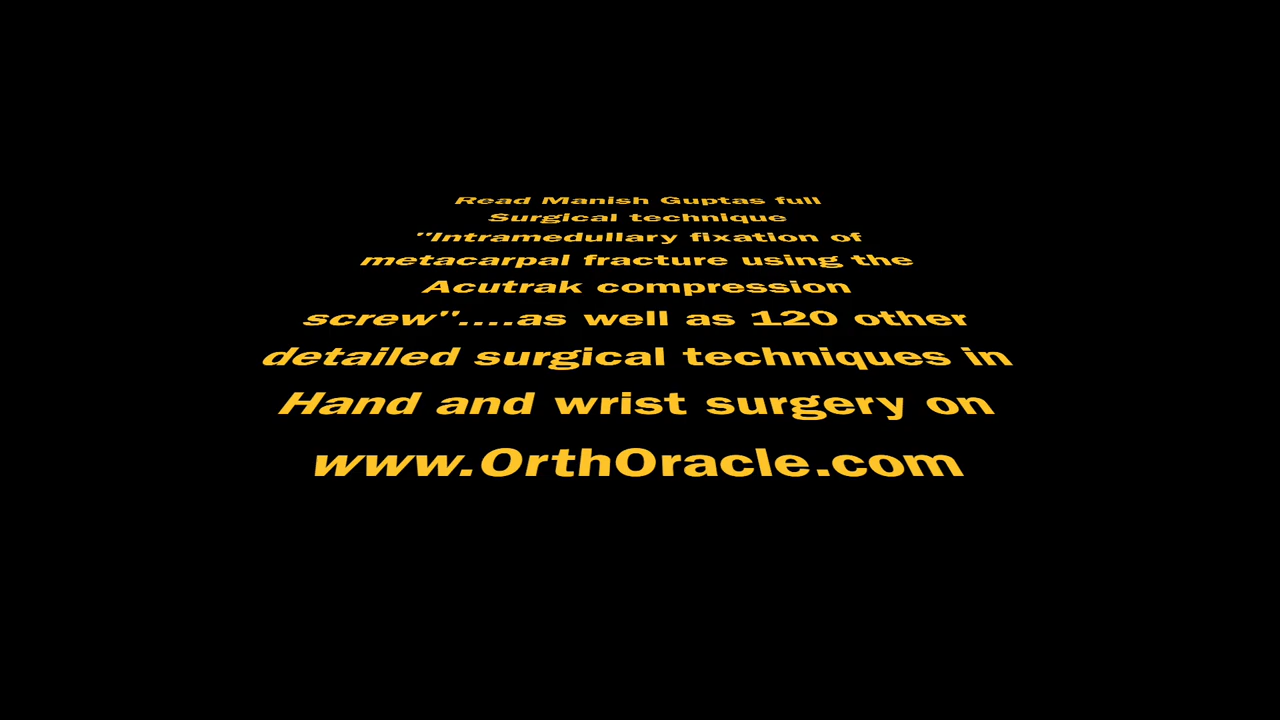 Read Manish Guptas full
Surgical technique
"Intramedullary fixation of
metacarpal fracture using the
Acutrak compression
screw"....as well as 120 other
detailed surgical techniques in
Hand and wrist surgery on
www.OrthOracle.com